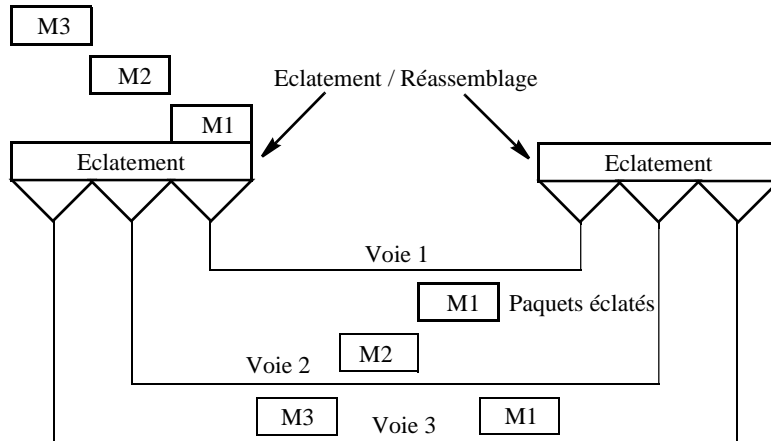 M3
M2
Eclatement / Réassemblage
M1
Eclatement
Eclatement
Voie 1
M1 Paquets éclatés
M2
Voie 2
M3
Voie 3
M1